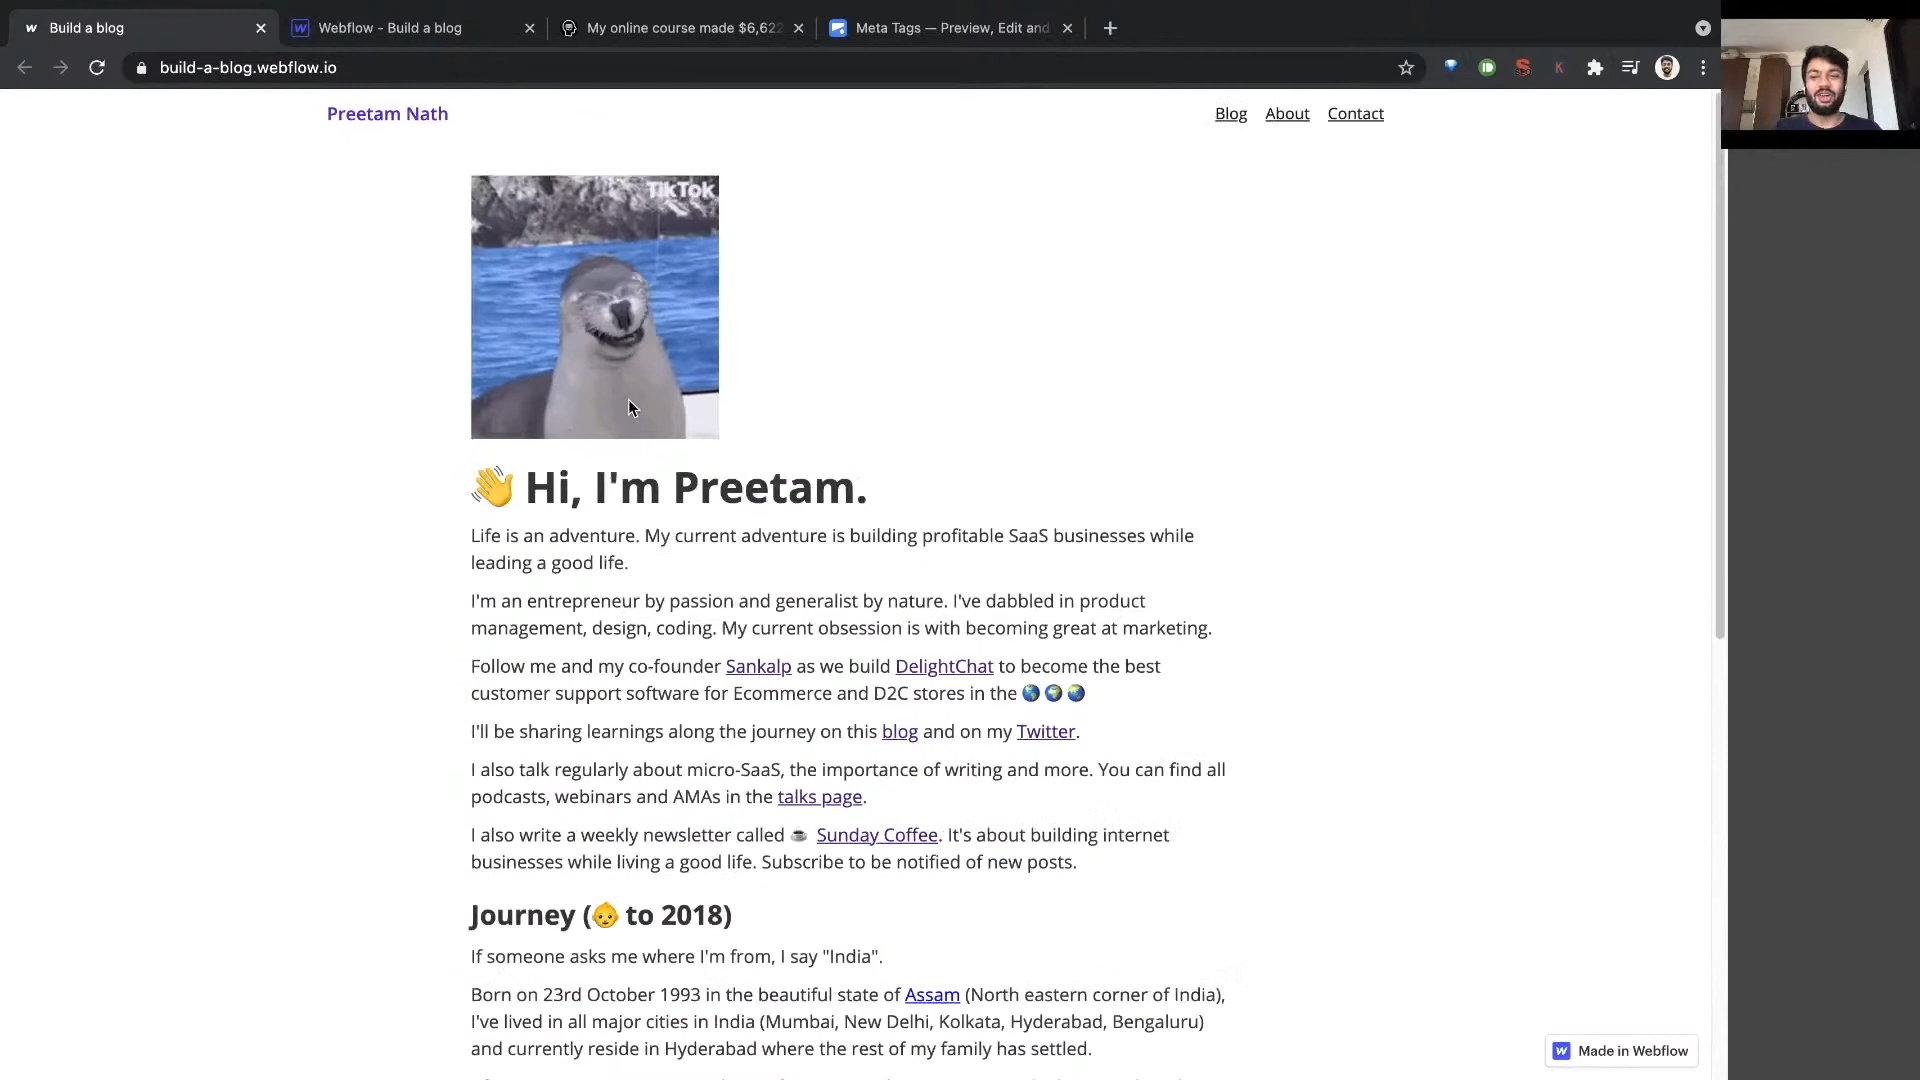 Build a blog
Webflow - Build a blog
My online course made $6,622
Meta Tags — Preview, Edit and
build-a-blog.webflow.io
Preetam Nath
Blog About Contact
TikTok
👋 Hi, I'm Preetam.
Life is an adventure. My current adventure is building profitable SaaS businesses while
leading a good life.
I'm an entrepreneur by passion and generalist by nature. I've dabbled in product
management, design, coding. My current obsession is with becoming great at marketing.
Follow me and my co-founder Sankalp as we build DelightChat to become the best
customer support software for Ecommerce and D2C stores in the 🌎 🌍 🌏
I'll be sharing learnings along the journey on this blog and on my Twitter.
I also talk regularly about micro-SaaS, the importance of writing and more. You can find all
podcasts, webinars and AMAs in the talks page.
I also write a weekly newsletter called ☕ Sunday Coffee. It's about building internet
businesses while living a good life. Subscribe to be notified of new posts.
Journey (👶 to 2018)
If someone asks me where I'm from, I say "India".
Born on 23rd October 1993 in the beautiful state of Assam (North eastern corner of India),
I've lived in all major cities in India (Mumbai, New Delhi, Kolkata, Hyderabad, Bengaluru)
and currently reside in Hyderabad where the rest of my family has settled.
Made in Webflow